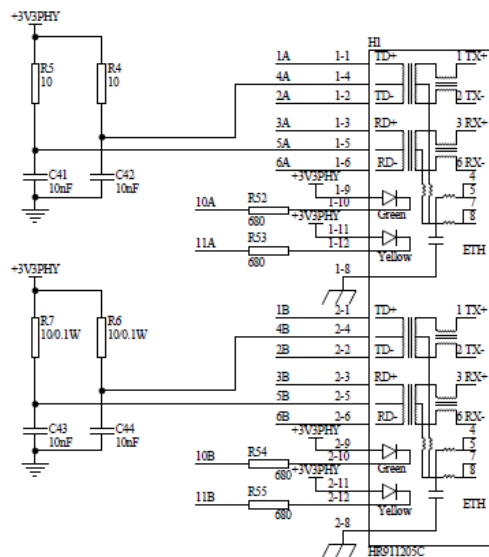 +3V3PHY
H1
R5
10
R4
10
1A 1-1 TD+ 1 TX+
4A 1-4
2A 1-2 TD- 2 TX-
3A 1-3 RD+ 3 RX+
5A 1-5
6A 1-6 RD- 6 RX-
C41
10nF
C42
10nF
+3V3PHY 1-9
4
5
7
8
10A R52 1-10 Green
680 +3V3PHY
1-11
11A R53 1-12 Yellow
680
ETH
1-8
+3V3PHY
R7
10/0.1W
R6
10/0.1W
1B 2-1 TD+ 1 TX+
4B 2-4
2B 2-2 TD- 2 TX-
3B 2-3 RD+ 3 RX+
5B 2-5
6B 2-6 RD- 6 RX-
C43
10nF
C44
10nF
+3V3PHY 2-9
4
5
7
8
10B R54 2-10 Green
680 +3V3PHY
2-11
11B R55 2-12 Yellow
680
ETH
2-8
HR911205C